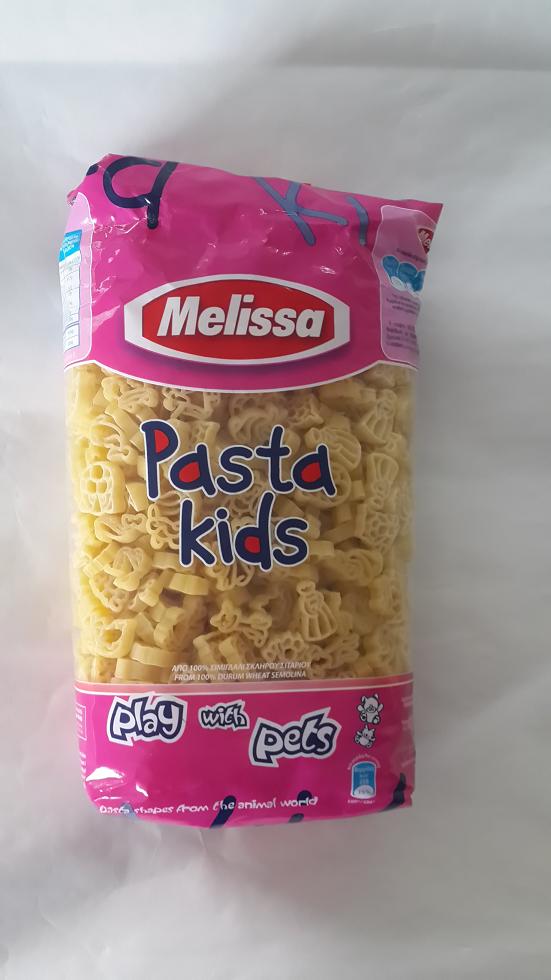 Melissa
Pasta
kids
ΑΠΟ 100% ΣΙΜΙΓΔΑΛΙ ΣΚΛΗΡΟΥ ΣΙΤΑΡΙΟΥ
FROM 100% DURUM WHEAT SEMOLINA
play with pets
pasta shapes from the animal world